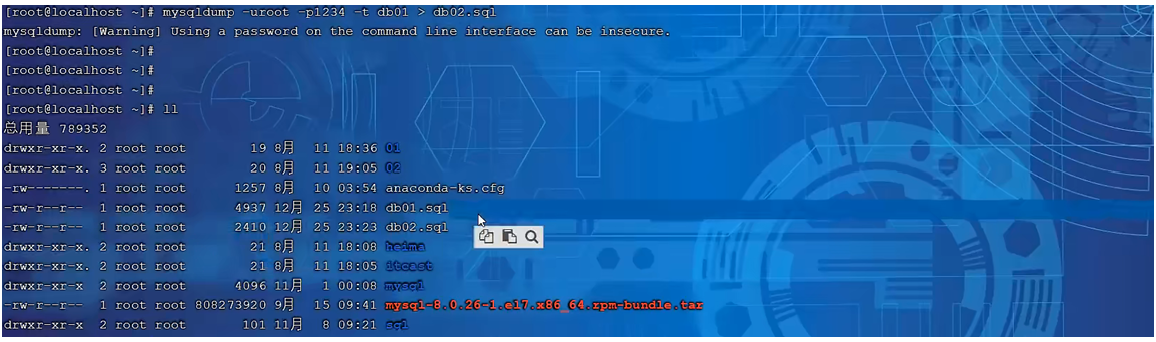 [root@localhost ~]# mysqldump -uroot -p1234 -t db01 > db02.sql
mysqldump: [Warning] Using a password on the command line interface can be insecure.
[root@localhost ~]#
[root@localhost ~]#
[root@localhost ~]#
[root@localhost ~]# ll
总用量 789352
drwxr-xr-x. 2 root root 19 8月 11 18:36 01
drwxr-xr-x. 3 root root 20 8月 11 19:05 02
-rw-------. 1 root root 1257 8月 10 03:54 anaconda-ks.cfg
-rw-r--r-- 1 root root 4937 12月 25 23:18 db01.sql
-rw-r--r-- 1 root root 2410 12月 25 23:23 db02.sql
drwxr-xr-x. 2 root root 21 8月 11 18:08 heima
drwxr-xr-x. 2 root root 21 8月 11 18:05 itcast
drwxr-xr-x 2 root root 4096 11月 1 00:08 mysql
-rw-r--r-- 1 root root 808273920 9月 15 09:41 mysql-8.0.26-1.el7.x86_64.rpm-bundle.tar
drwxr-xr-x 2 root root 101 11月 8 09:21 sql